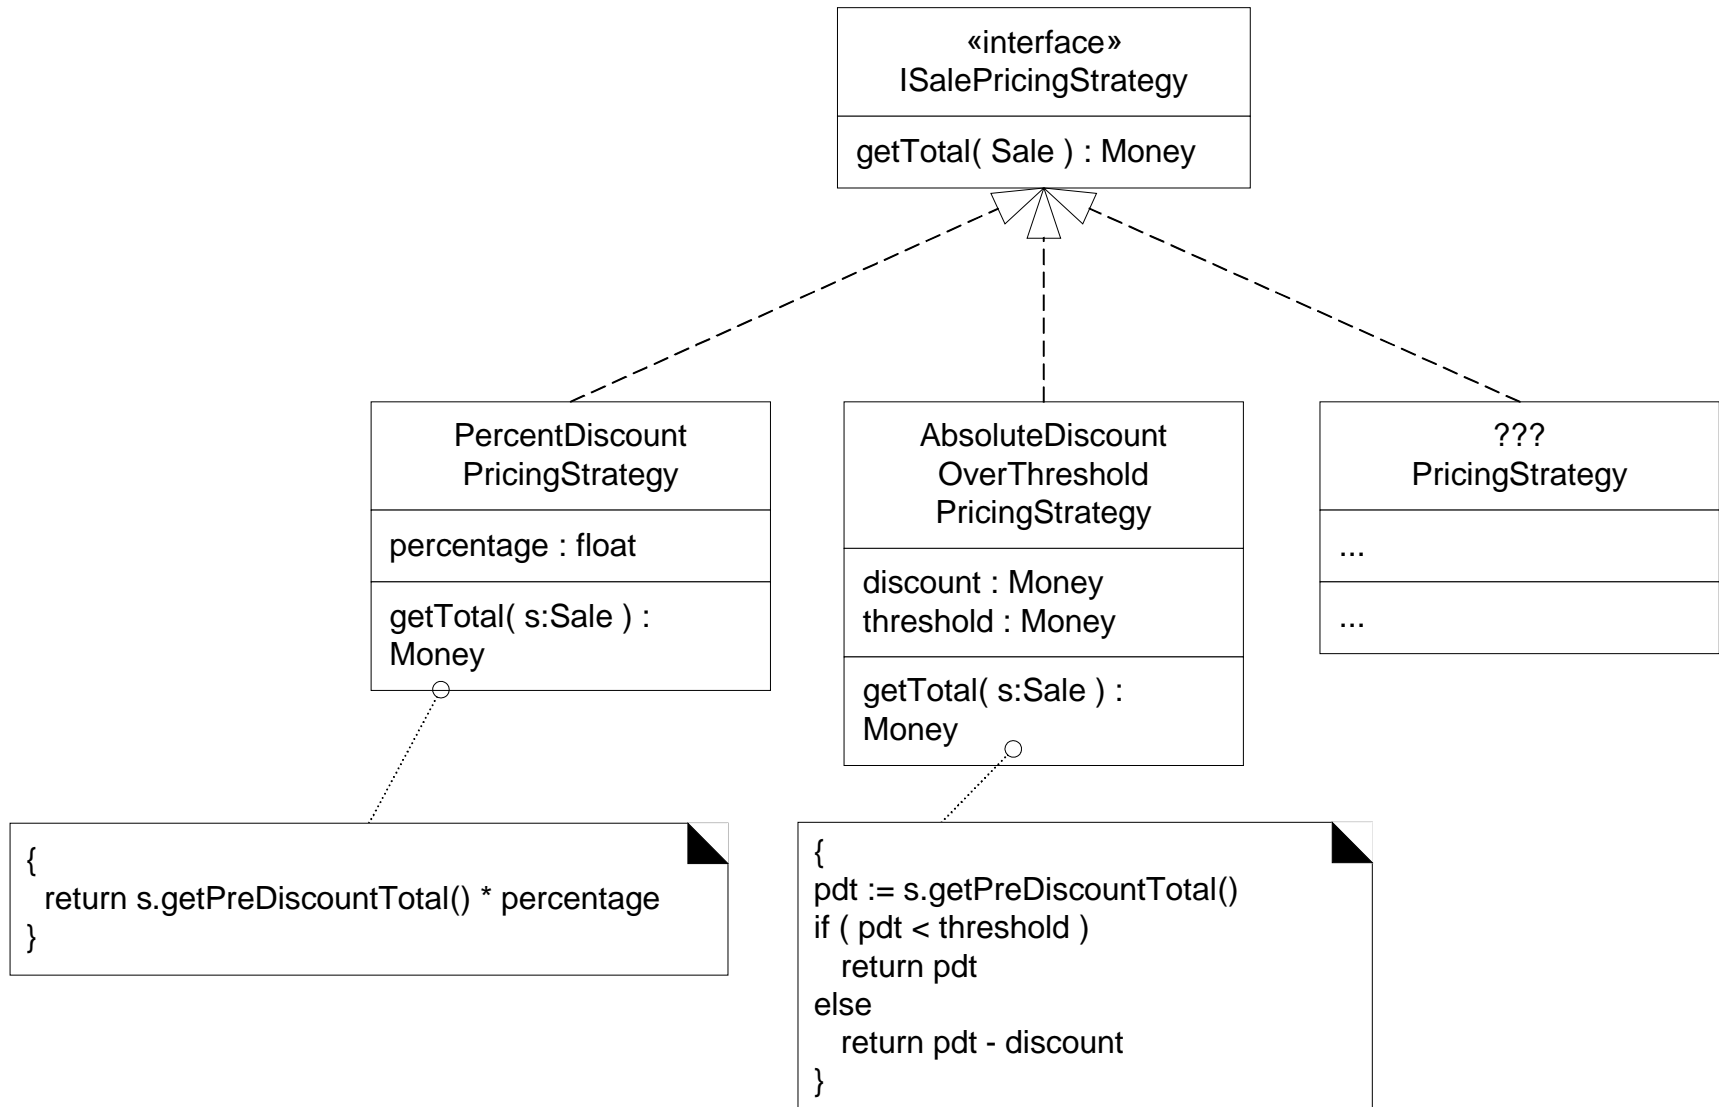 «interface»
ISalePricingStrategy
getTotal( Sale ) : Money
PercentDiscount
PricingStrategy
percentage : float
getTotal( s:Sale ) :
Money
AbsoluteDiscount
OverThreshold
PricingStrategy
discount : Money
threshold : Money
getTotal( s:Sale ) :
Money
???
PricingStrategy
...
...
{
return s.getPreDiscountTotal() * percentage
}
{
pdt := s.getPreDiscountTotal()
if ( pdt < threshold )
return pdt
else
return pdt - discount
}